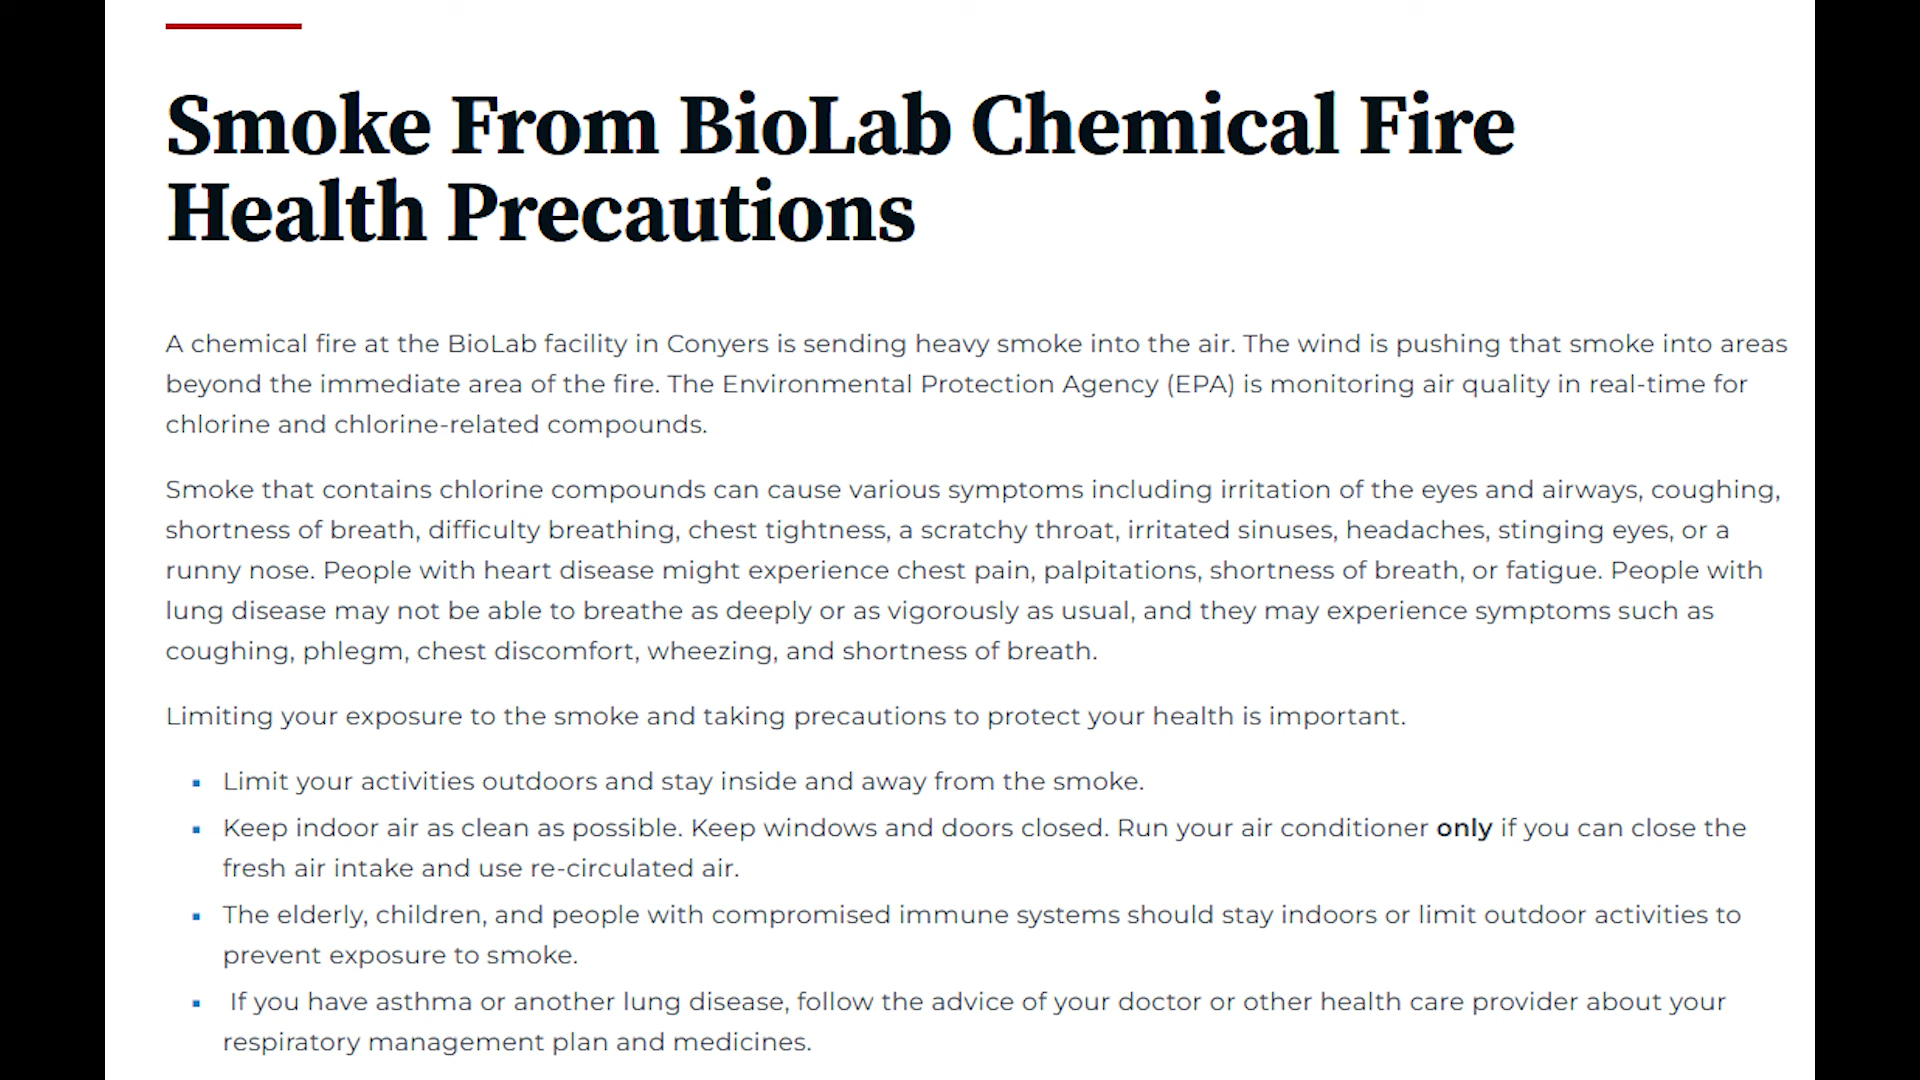 Smoke From BioLab Chemical Fire
Health Precautions
A chemical fire at the BioLab facility in Conyers is sending heavy smoke into the air. The wind is pushing that smoke into areas
beyond the immediate area of the fire. The Environmental Protection Agency (EPA) is monitoring air quality in real-time for
chlorine and chlorine-related compounds.
Smoke that contains chlorine compounds can cause various symptoms including irritation of the eyes and airways, coughing,
shortness of breath, difficulty breathing, chest tightness, a scratchy throat, irritated sinuses, headaches, stinging eyes, or a
runny nose. People with heart disease might experience chest pain, palpitations, shortness of breath, or fatigue. People with
lung disease may not be able to breathe as deeply or as vigorously as usual, and they may experience symptoms such as
coughing, phlegm, chest discomfort, wheezing, and shortness of breath.
Limiting your exposure to the smoke and taking precautions to protect your health is important.
▪ Limit your activities outdoors and stay inside and away from the smoke.
▪ Keep indoor air as clean as possible. Keep windows and doors closed. Run your air conditioner only if you can close the
fresh air intake and use re-circulated air.
▪ The elderly, children, and people with compromised immune systems should stay indoors or limit outdoor activities to
prevent exposure to smoke.
▪ If you have asthma or another lung disease, follow the advice of your doctor or other health care provider about your
respiratory management plan and medicines.